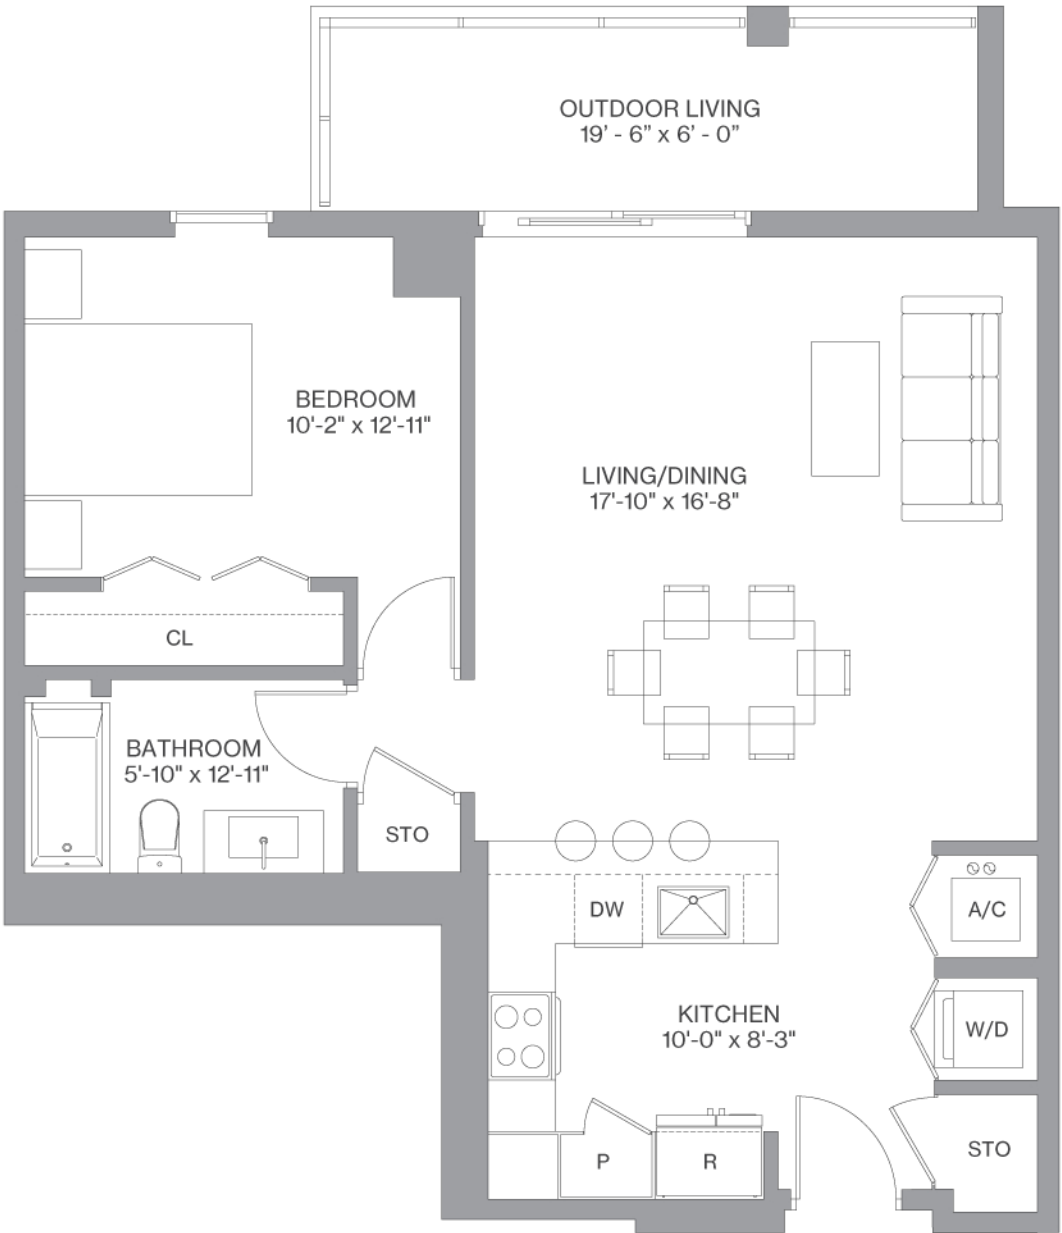 OUTDOOR LIVING
19' - 6" x 6' - 0"
BEDROOM
10'-2" x 12'-11"
LIVING/DINING
17'-10" x 16'-8"
CL
BATHROOM
5'-10" x 12'-11"
STO
DW
A/C
KITCHEN
10'-0" x 8'-3"
W/D
STO
P
R